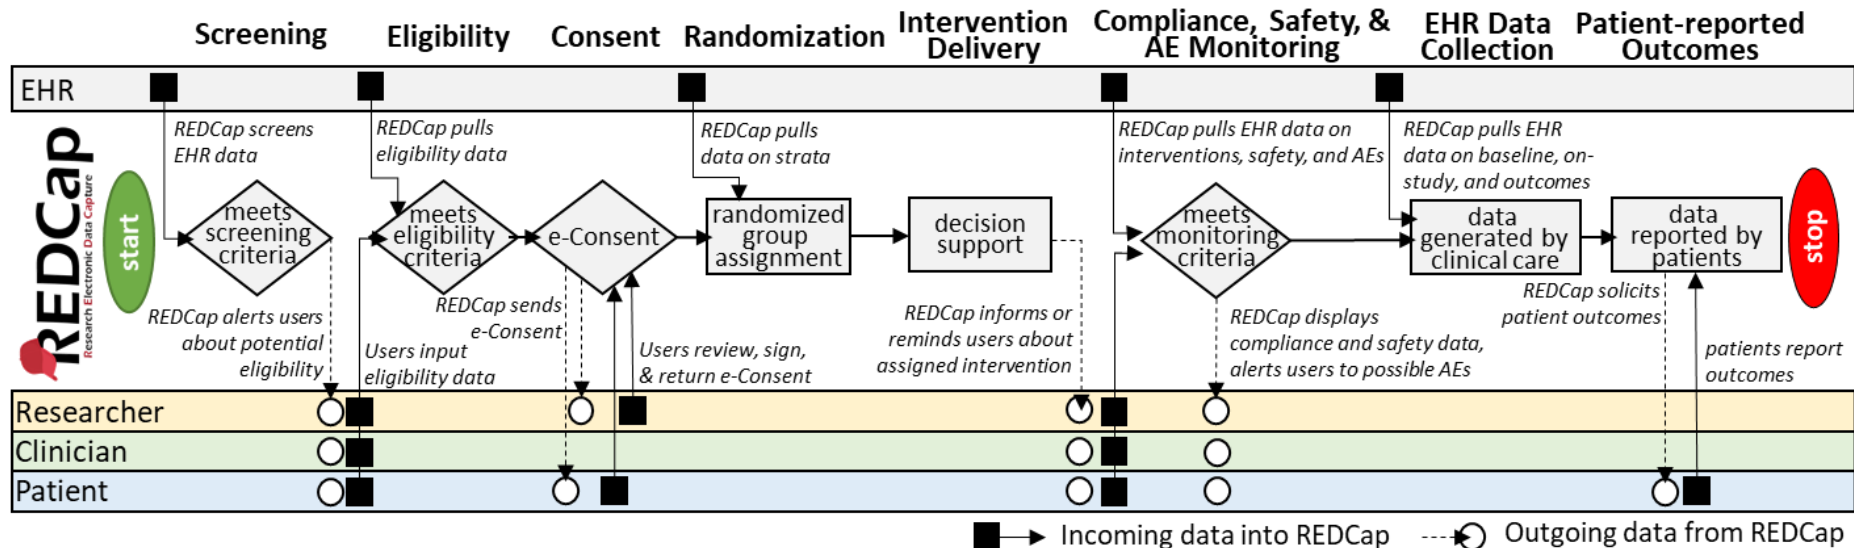 Screening
Eligibility
Consent
Randomization
Intervention
Delivery
Compliance, Safety, &
AE Monitoring
EHR Data
Collection
Patient-reported
Outcomes
EHR
REDCap
Research Electronic Data Capture
start
REDCap screens
EHR data
meets
screening
criteria
REDCap alerts users
about potential
eligibility
REDCap pulls
eligibility data
meets
eligibility
criteria
Users input
eligibility data
e-Consent
REDCap sends
e-Consent
Users review, sign,
& return e-Consent
REDCap pulls
data on strata
randomized
group
assignment
decision
support
REDCap informs or
reminds users about
assigned intervention
REDCap pulls EHR data on
interventions, safety, and AEs
meets
monitoring
criteria
REDCap displays
compliance and safety data,
alerts users to possible AEs
REDCap pulls EHR
data on baseline, on-
study, and outcomes
data
generated by
clinical care
data
reported by
patients
REDCap solicits
patient outcomes
patients report
outcomes
stop
Researcher
Clinician
Patient
Incoming data into REDCap
Outgoing data from REDCap